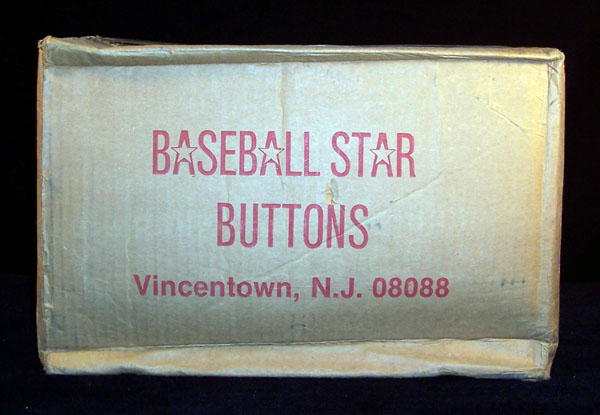 BASEBALL STAR
BUTTONS
Vincentown, N.J. 08088